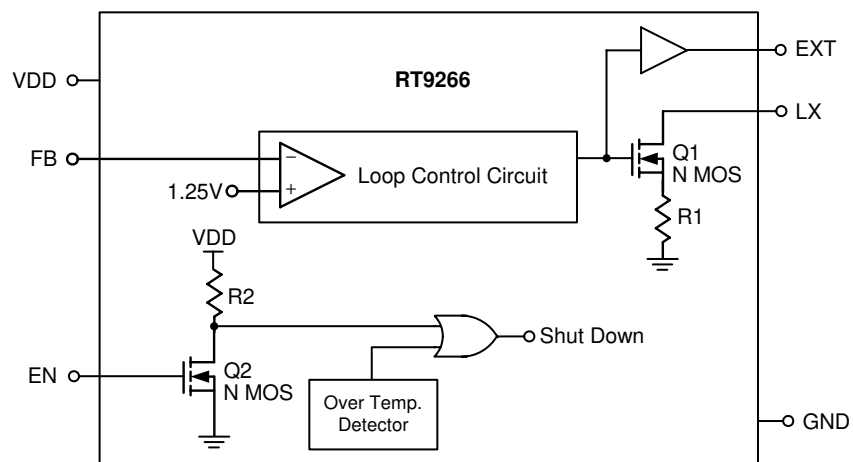 EXT
VDD
RT9266
LX
FB
−
Loop Control Circuit
Q1
N MOS
1.25V
+
R1
VDD
R2
Shut Down
EN
Q2
N MOS
Over Temp.
Detector
GND